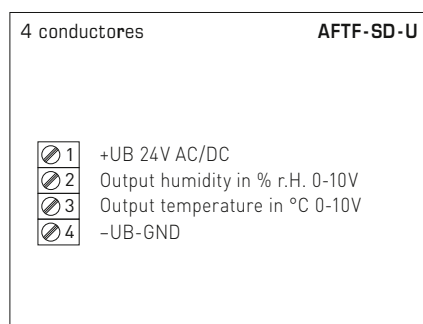 4 conductores AFTF-SD-U
1 +UB 24V AC/DC
2 Output humidity in % r.H. 0-10V
3 Output temperature in °C 0-10V
4 –UB-GND